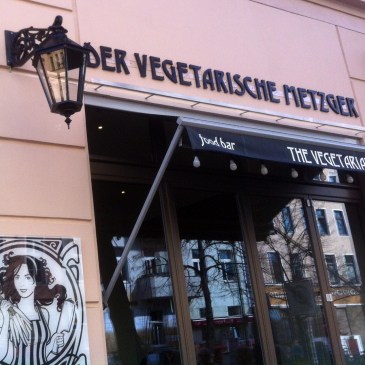 DER VEGETARISCHE METZGER
food bar
THE VEGETARIA